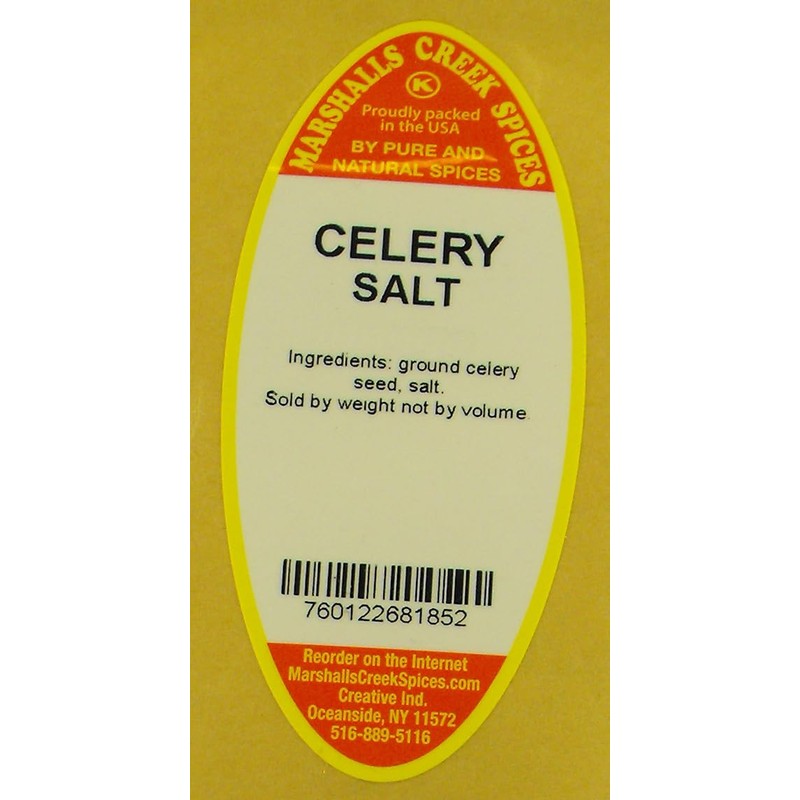 MARSHALLS CREEK SPICES
K
Proudly packed
in the USA
BY PURE AND
NATURAL SPICES
CELERY
SALT
Ingredients: ground celery
seed, salt.
Sold by weight not by volume.
760122681852
Reorder on the Internet
MarshallsCreekSpices.com
Creative Ind.
Oceanside, NY 11572
516-889-5116